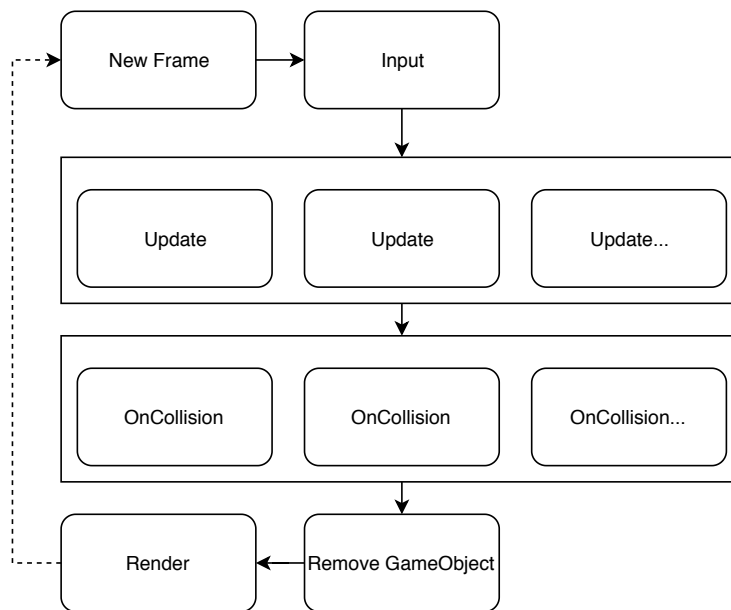 New Frame
Input
Update
Update
Update...
OnCollision
OnCollision
OnCollision...
Render
Remove GameObject